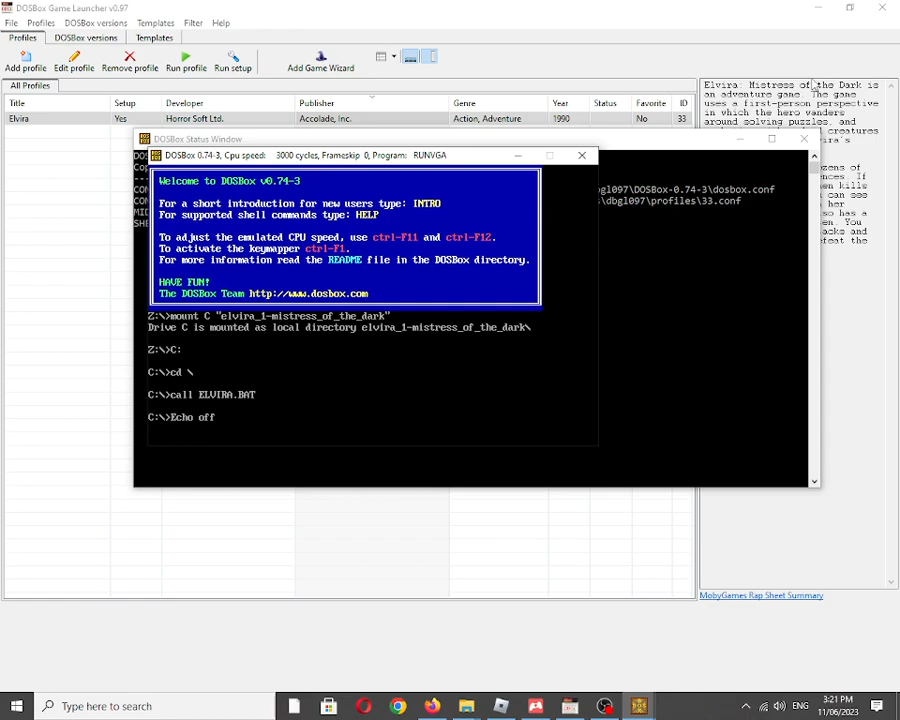 DOSBox Game Launcher v0.97
File Profiles DOSBox versions Templates Filter Help
Profiles DOSBox versions Templates
Add profile Edit profile Remove profile Run profile Run setup Add Game Wizard
All Profiles
Title Setup Developer Publisher Genre Year Status Favorite ID
Elvira Yes Horror Soft Ltd. Accolade, Inc. Action, Adventure 1990 No 33
Elvira: Mistress of the Dark is
an adventure game. The game
uses a first-person perspective
in which the hero wanders
around solving puzzles, and
creatures
DOSBox Status Window
DOSBox 0.74-3, Cpu speed: 3000 cycles, Frameskip 0, Program: RUNVGA
Welcome to DOSBox v0.74-3
For a short introduction for new users type: INTRO
For supported shell commands type: HELP
To adjust the emulated CPU speed, use ctrl-F11 and ctrl-F12.
To activate the keymapper ctrl-F1.
For more information read the README file in the DOSBox directory.
HAVE FUN!
The DOSBox Team http://www.dosbox.com
Z:\>mount C "elvira_1-mistress_of_the_dark"
Drive C is mounted as local directory elvira_1-mistress_of_the_dark\
Z:\>C:
C:\>cd \
C:\>call ELVIRA.BAT
C:\>Echo off
bgl097\DOSBox-0.74-3\dosbox.conf
\dbgl097\profiles\33.conf
MobyGames Rap Sheet Summary
Type here to search
ENG
3:21 PM
11/06/2023